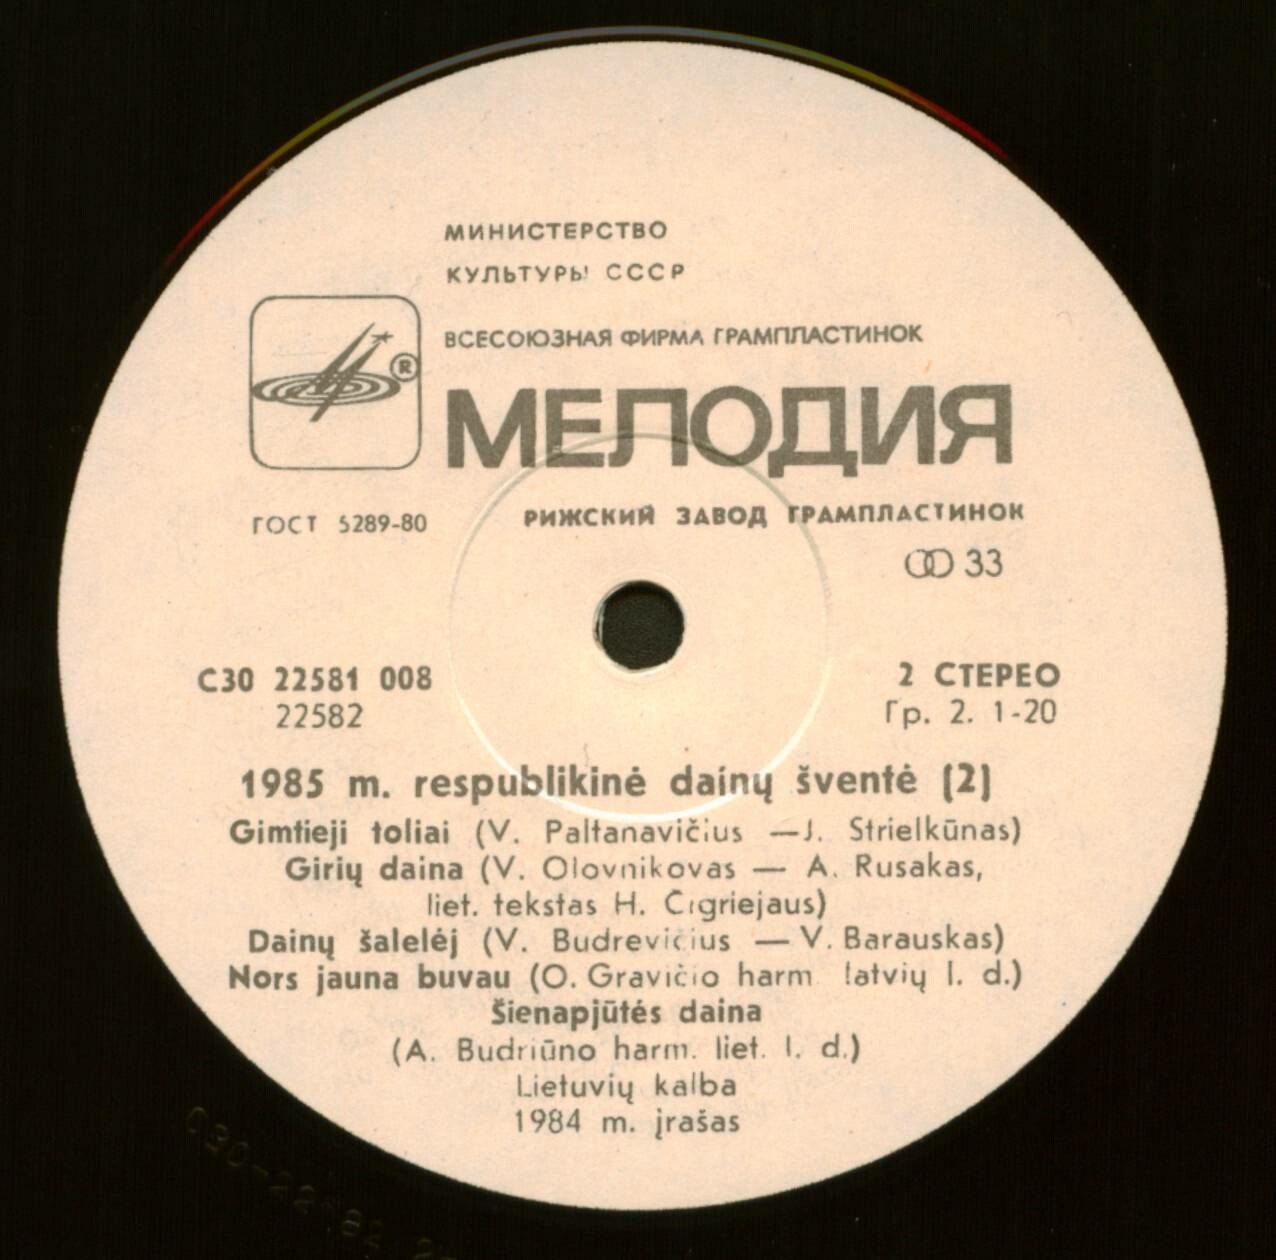 МИНИСТЕРСТВО
КУЛЬТУРЫ СССР
ВСЕСОЮЗНАЯ ФИРМА ГРАМПЛАСТИНОК
®
МЕЛОДИЯ
ГОСТ 5289-80
РИЖСКИЙ ЗАВОД ГРАМПЛАСТИНОК
33
С30 22581 008
22582
2 СТЕРЕО
Гр. 2. 1-20
1985 m. respublikinė dainų šventė (2)
Gimtieji toliai (V. Paltanavičius — J. Strielkūnas)
Girių daina (V. Olovnikovas — A. Rusakas,
liet. tekstas H. Čigriejaus)
Dainų šalelėj (V. Budrevičius — V. Barauskas)
Nors jauna buvau (O. Gravičio harm. latvių l. d.)
Šienapjūtės daina
(A. Budriūno harm. liet. l. d.)
Lietuvių kalba
1984 m. įrašas